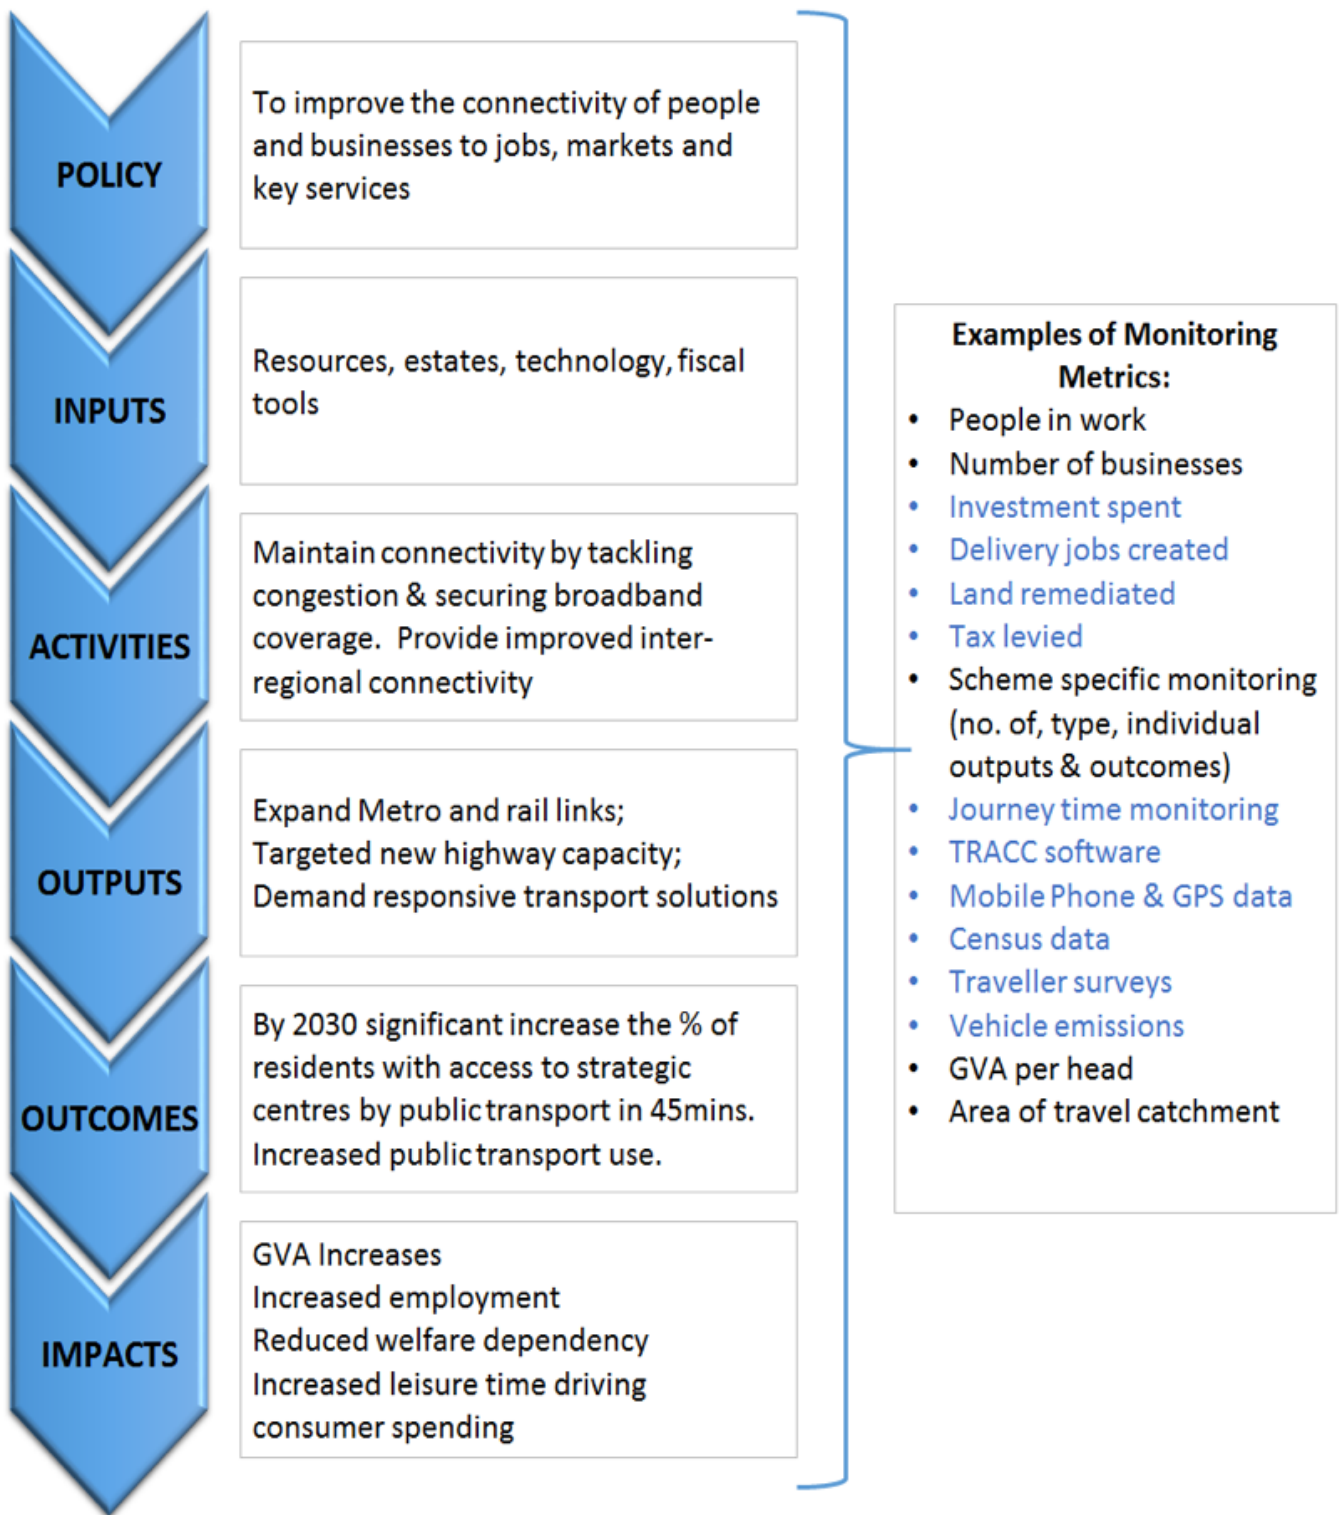 POLICY
To improve the connectivity of people
and businesses to jobs, markets and
key services
INPUTS
Resources, estates, technology, fiscal
tools
ACTIVITIES
Maintain connectivity by tackling
congestion & securing broadband
coverage.  Provide improved inter-
regional connectivity
OUTPUTS
Expand Metro and rail links;
Targeted new highway capacity;
Demand responsive transport solutions
OUTCOMES
By 2030 significant increase the % of
residents with access to strategic
centres by public transport in 45mins.
Increased public transport use.
IMPACTS
GVA Increases
Increased employment
Reduced welfare dependency
Increased leisure time driving
consumer spending
Examples of Monitoring
Metrics:
• People in work
• Number of businesses
• Investment spent
• Delivery jobs created
• Land remediated
• Tax levied
• Scheme specific monitoring
(no. of, type, individual
outputs & outcomes)
• Journey time monitoring
• TRACC software
• Mobile Phone & GPS data
• Census data
• Traveller surveys
• Vehicle emissions
• GVA per head
• Area of travel catchment